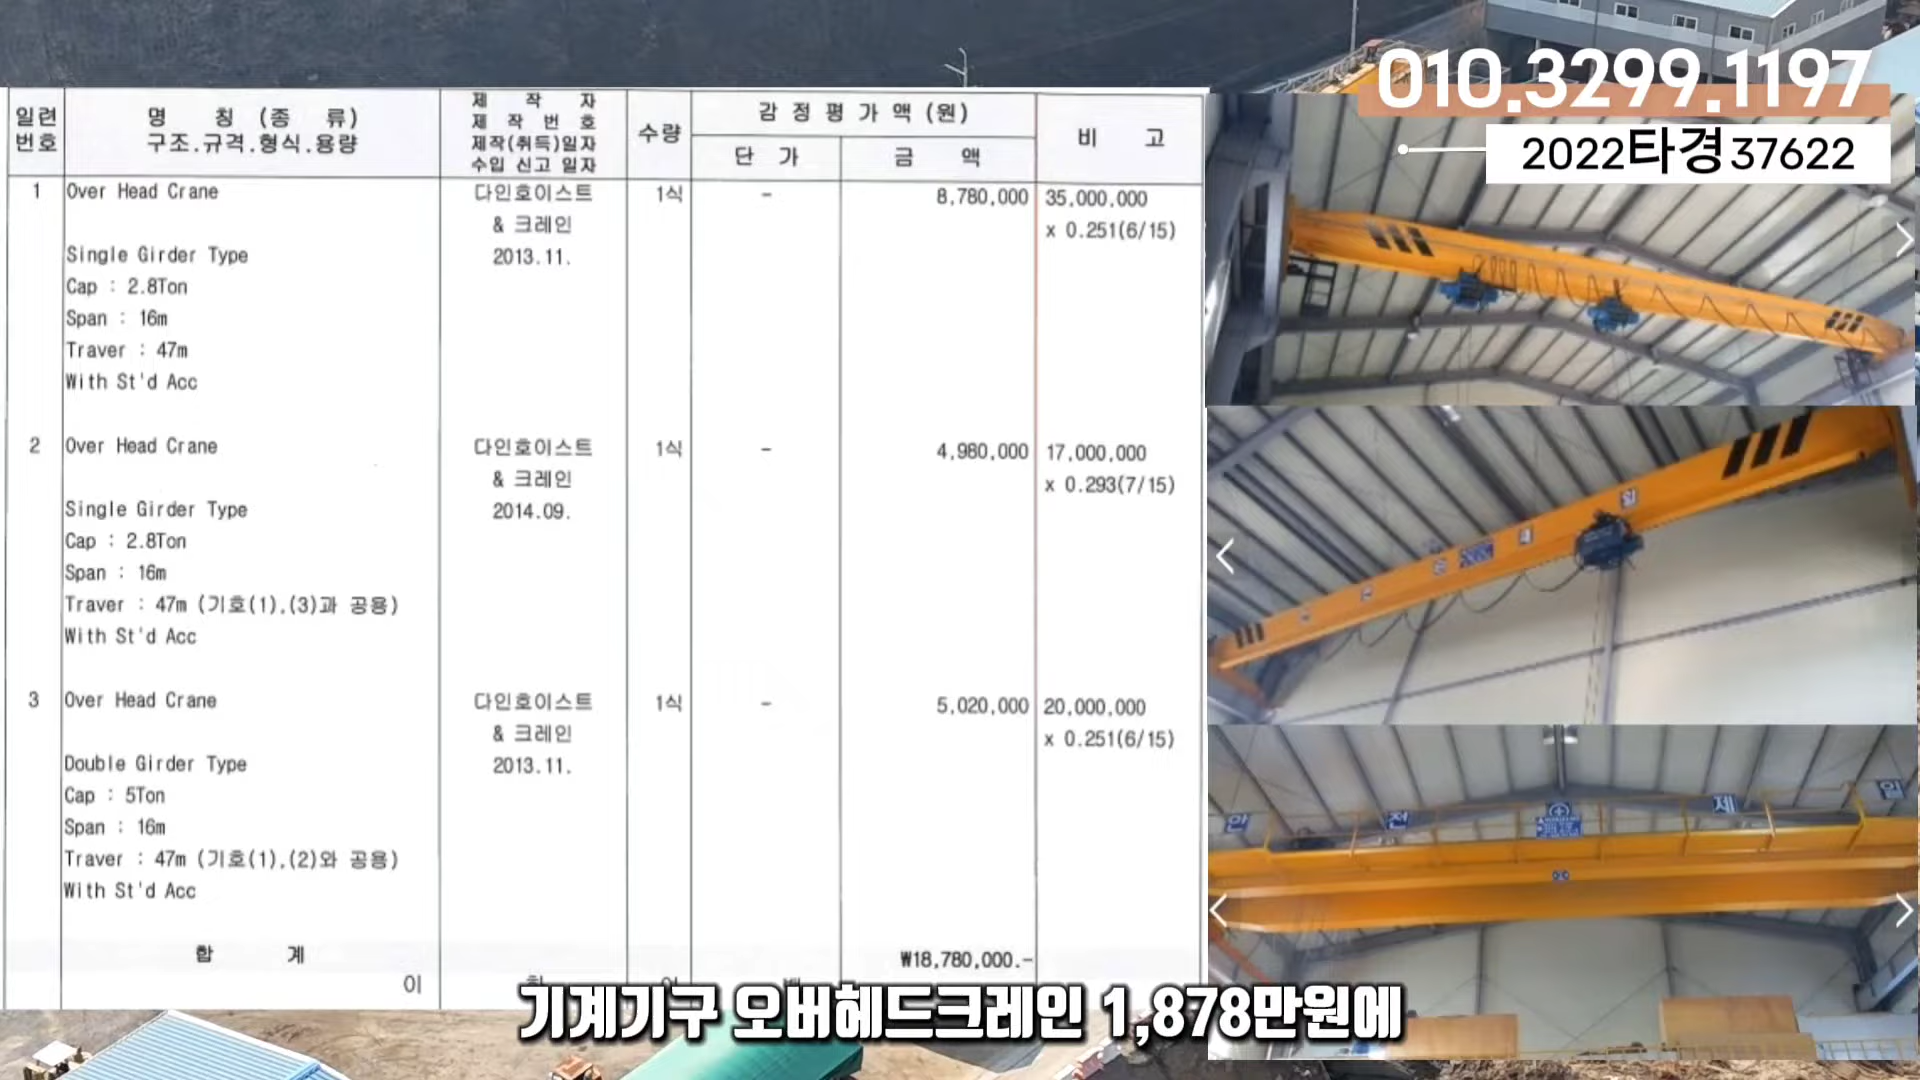 010.3299.1197
2022타경37622
일련
번호
명 칭 (종 류)
구조.규격.형식.용량
제 작 자
제 작 번 호
제작(취득)일자
수입 신고 일자
수량
감 정 평 가 액 (원)
단 가
금 액
비 고
1 Over Head Crane 다인호이스트 1식 - 8,780,000 35,000,000
& 크레인 x 0.251(6/15)
Single Girder Type 2013.11.
Cap : 2.8Ton
Span : 16m
Traver : 47m
With St'd Acc
2 Over Head Crane 다인호이스트 1식 - 4,980,000 17,000,000
& 크레인 x 0.293(7/15)
Single Girder Type 2014.09.
Cap : 2.8Ton
Span : 16m
Traver : 47m (기호(1),(3)과 공용)
With St'd Acc
3 Over Head Crane 다인호이스트 1식 - 5,020,000 20,000,000
& 크레인 x 0.251(6/15)
Double Girder Type 2013.11.
Cap : 5Ton
Span : 16m
Traver : 47m (기호(1),(2)와 공용)
With St'd Acc
합 계 ₩18,780,000.-
이
안 전 제 일
기계기구 오버헤드크레인 1,878만원에